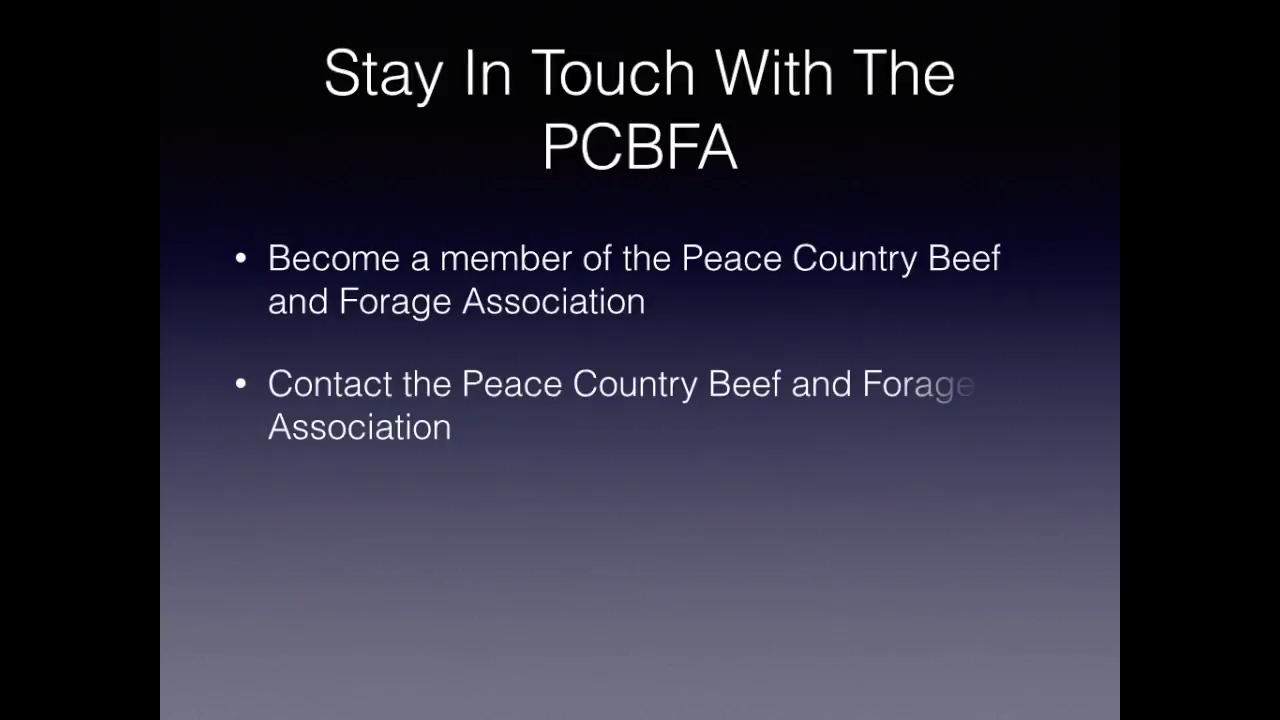 Stay In Touch With The
PCBFA
• Become a member of the Peace Country Beef
and Forage Association
• Contact the Peace Country Beef and Forage
Association